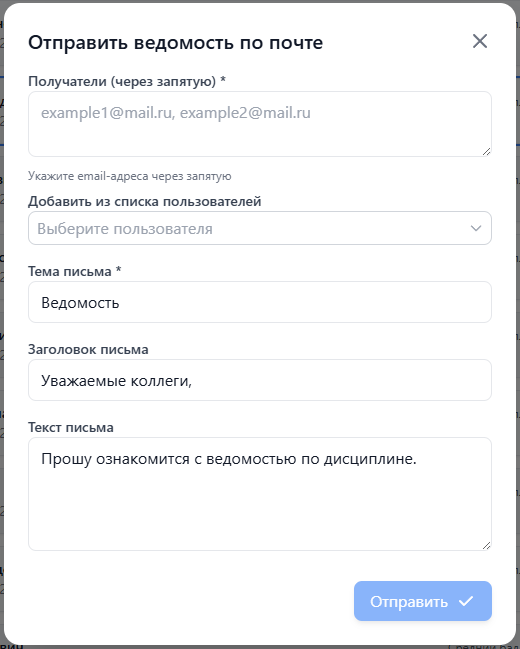 Отправить ведомость по почте
Получатели (через запятую) *
example1@mail.ru, example2@mail.ru
Укажите email-адреса через запятую
Добавить из списка пользователей
Выберите пользователя
Тема письма *
Ведомость
Заголовок письма
Уважаемые коллеги,
Текст письма
Прошу ознакомится с ведомостью по дисциплине.
Отправить